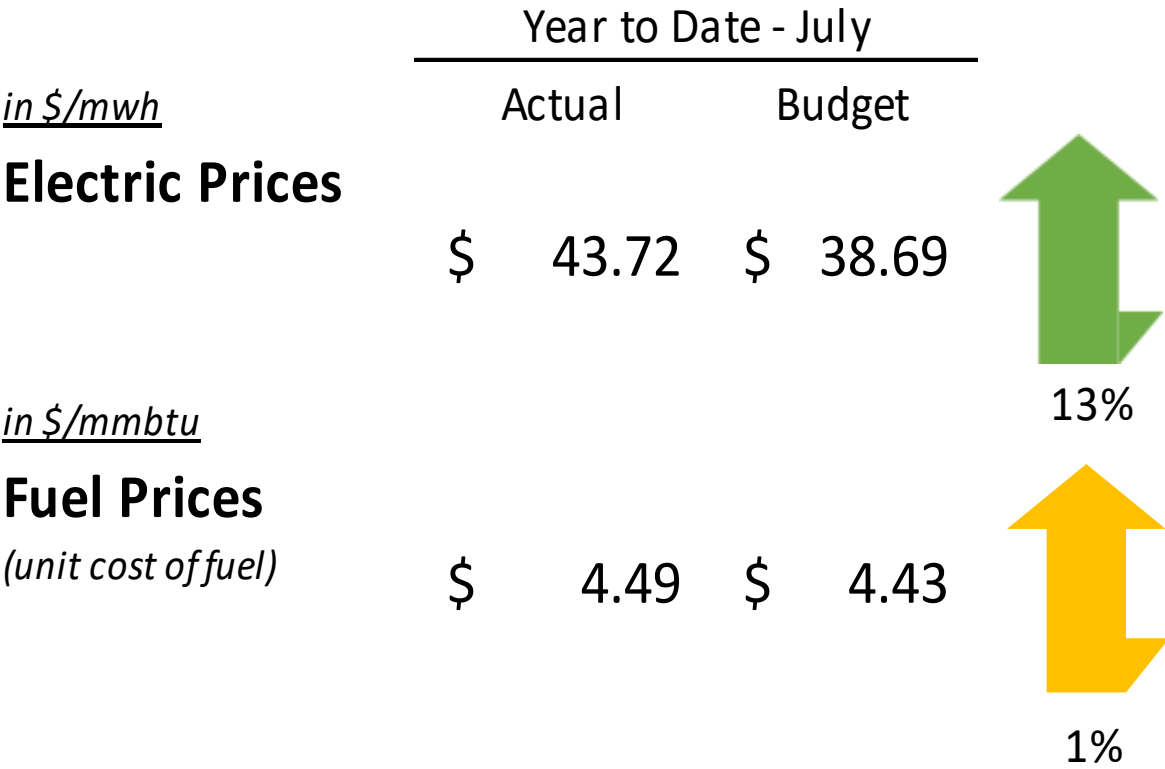 Year to Date - July
in $/mwh Actual Budget
Electric Prices
$ 43.72 $ 38.69
13%
in $/mmbtu
Fuel Prices
(unit cost of fuel)
$ 4.49 $ 4.43
1%